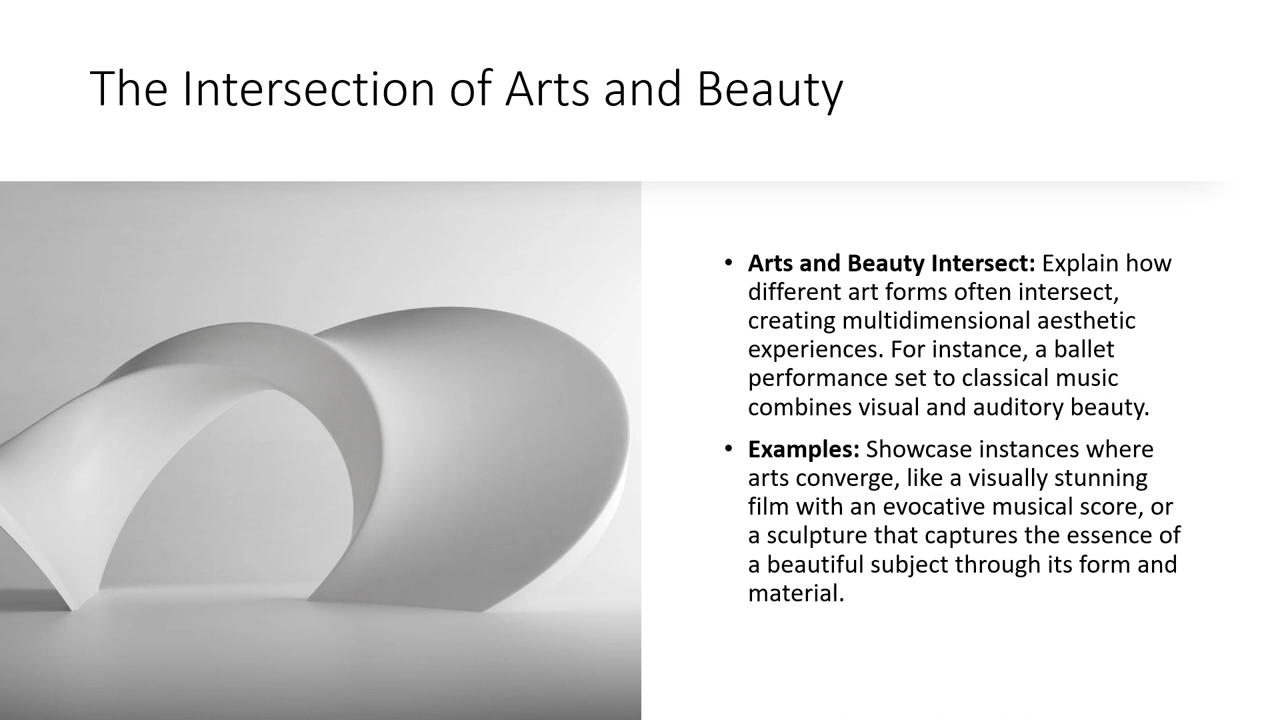 The Intersection of Arts and Beauty
• Arts and Beauty Intersect: Explain how
different art forms often intersect,
creating multidimensional aesthetic
experiences. For instance, a ballet
performance set to classical music
combines visual and auditory beauty.
• Examples: Showcase instances where
arts converge, like a visually stunning
film with an evocative musical score, or
a sculpture that captures the essence of
a beautiful subject through its form and
material.